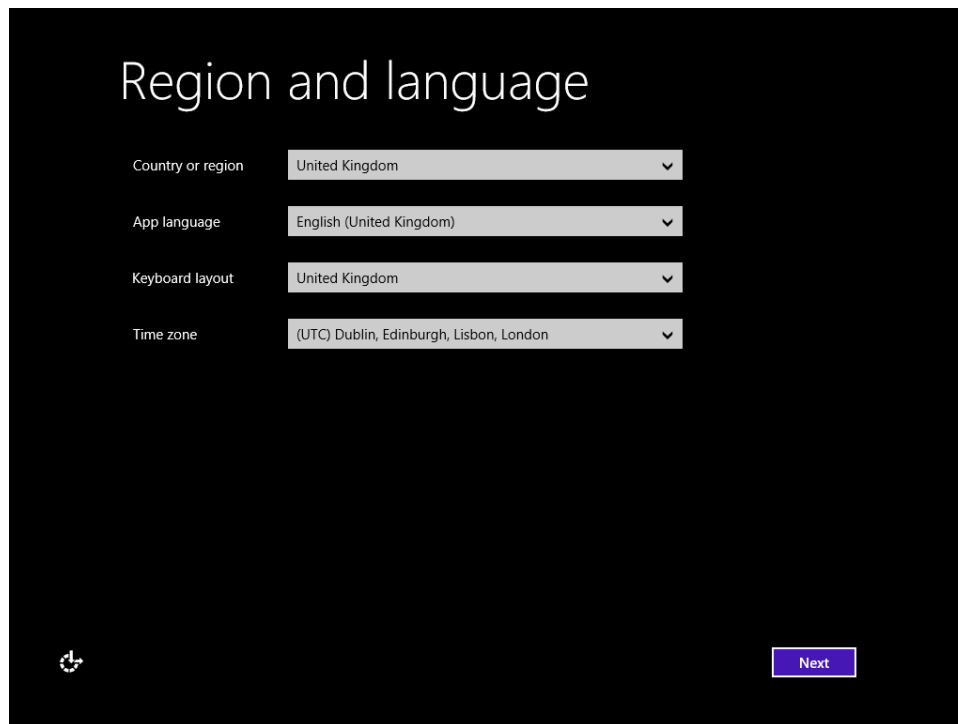 Region and language
Country or region United Kingdom
App language English (United Kingdom)
Keyboard layout United Kingdom
Time zone (UTC) Dublin, Edinburgh, Lisbon, London
Next